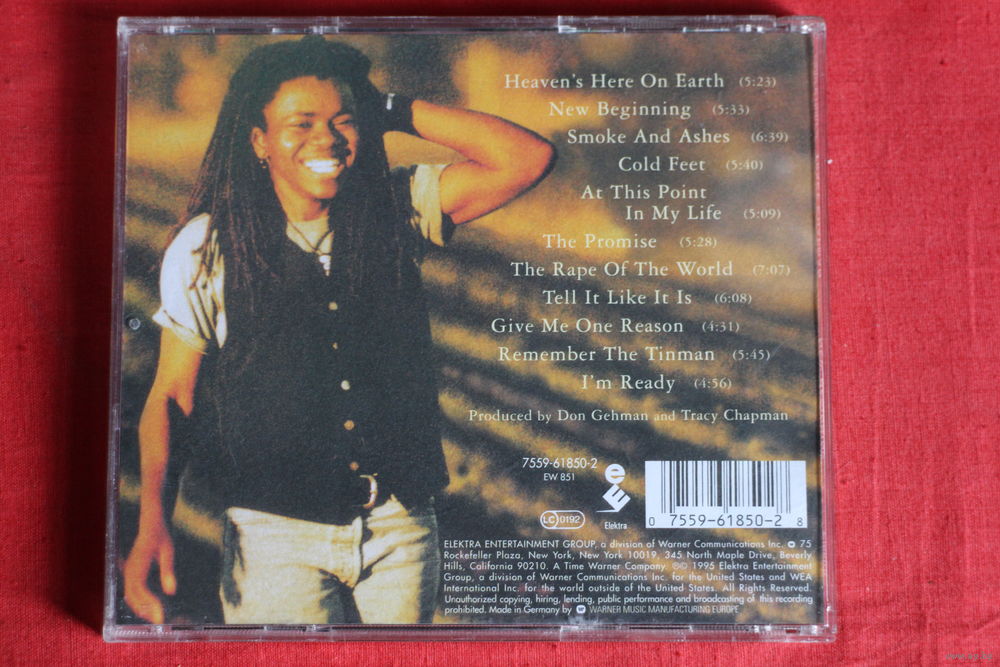 Heaven's Here On Earth (5:23)
New Beginning (5:33)
Smoke And Ashes (6:39)
Cold Feet (5:40)
At This Point
In My Life (5:09)
The Promise (5:28)
The Rape Of The World (7:07)
Tell It Like It Is (6:08)
Give Me One Reason (4:31)
Remember The Tinman (5:45)
I'm Ready (4:56)
Produced by Don Gehman and Tracy Chapman
7559-61850-2
EW 851
LC 0192
Elektra
0 7559-61850-2 8
ELEKTRA ENTERTAINMENT GROUP, a division of Warner Communications Inc. 75
Rockefeller Plaza, New York, New York 10019, 345 North Maple Drive, Beverly
Hills, California 90210. A Time Warner Company. ℗© 1995 Elektra Entertainment
Group, a division of Warner Communications Inc. for the United States and WEA
International Inc. for the world outside of the United States. All Rights Reserved.
Unauthorized copying, hiring, lending, public performance and broadcasting of this recording
prohibited. Made in Germany by WARNER MUSIC MANUFACTURING EUROPE